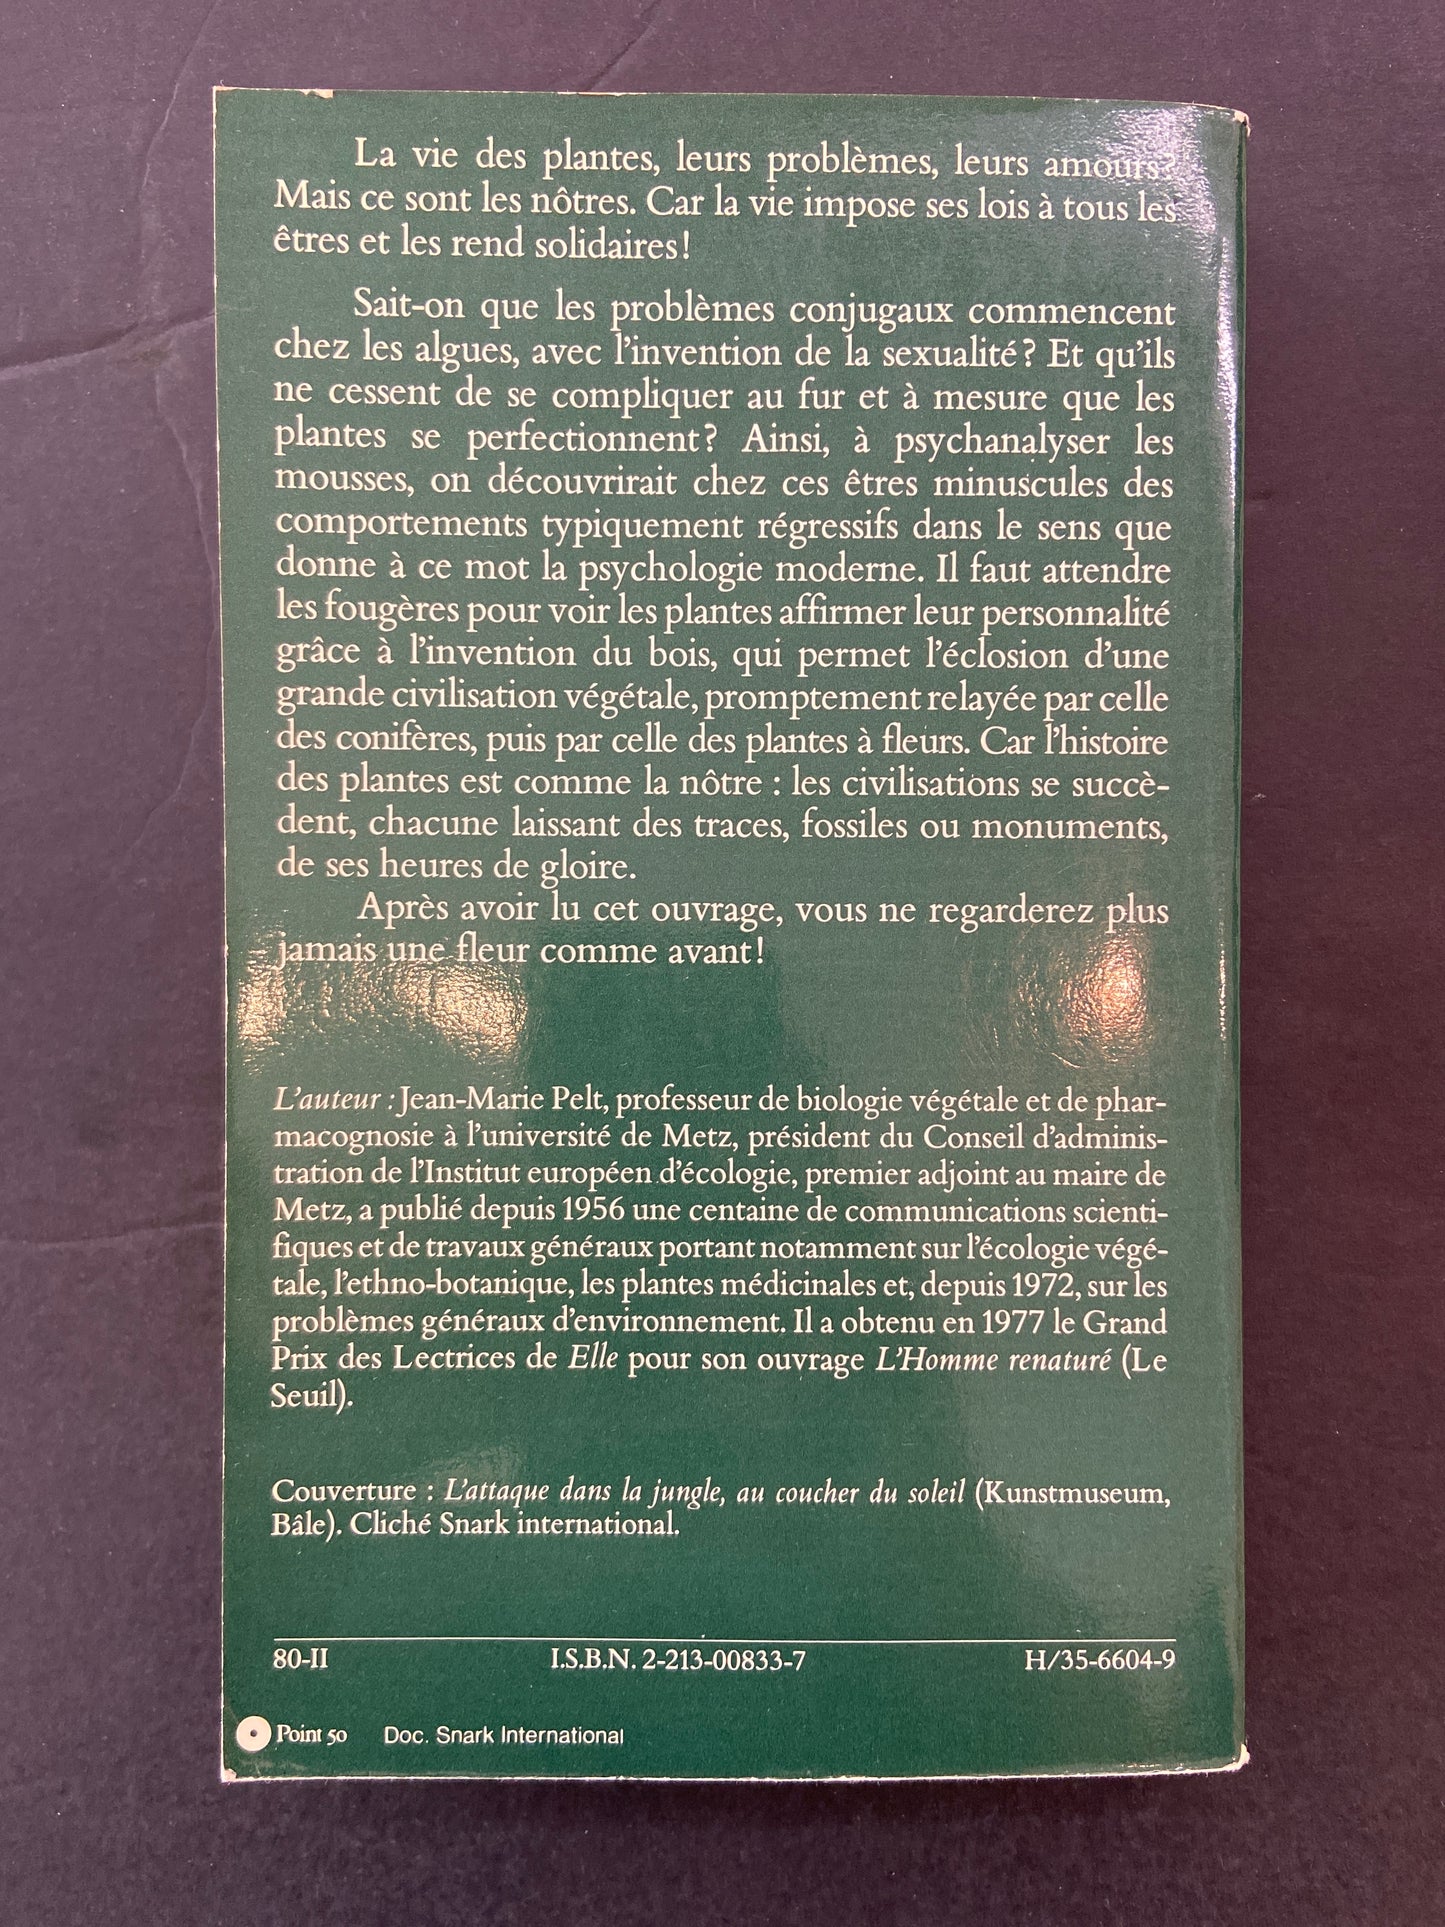 La vie des plantes, leurs problèmes, leurs amours?
Mais ce sont les nôtres. Car la vie impose ses lois à tous les
êtres et les rend solidaires!
Sait-on que les problèmes conjugaux commencent
chez les algues, avec l'invention de la sexualité? Et qu'ils
ne cessent de se compliquer au fur et à mesure que les
plantes se perfectionnent? Ainsi, à psychanalyser les
mousses, on découvrirait chez ces êtres minuscules des
comportements typiquement régressifs dans le sens que
donne à ce mot la psychologie moderne. Il faut attendre
les fougères pour voir les plantes affirmer leur personnalité
grâce à l'invention du bois, qui permet l'éclosion d'une
grande civilisation végétale, promptement relayée par celle
des conifères, puis par celle des plantes à fleurs. Car l'histoire
des plantes est comme la nôtre : les civilisations se succè-
dent, chacune laissant des traces, fossiles ou monuments,
de ses heures de gloire.
Après avoir lu cet ouvrage, vous ne regarderez plus
jamais une fleur comme avant!
L'auteur : Jean-Marie Pelt, professeur de biologie végétale et de phar-
macognosie à l'université de Metz, président du Conseil d'adminis-
tration de l'Institut européen d'écologie, premier adjoint au maire de
Metz, a publié depuis 1956 une centaine de communications scienti-
fiques et de travaux généraux portant notamment sur l'écologie végé-
tale, l'ethno-botanique, les plantes médicinales et, depuis 1972, sur les
problèmes généraux d'environnement. Il a obtenu en 1977 le Grand
Prix des Lectrices de Elle pour son ouvrage L'Homme renaturé (Le
Seuil).
Couverture : L'attaque dans la jungle, au coucher du soleil (Kunstmuseum,
Bâle). Cliché Snark international.
80-II I.S.B.N. 2-213-00833-7 H/35-6604-9
Point 50 Doc. Snark International